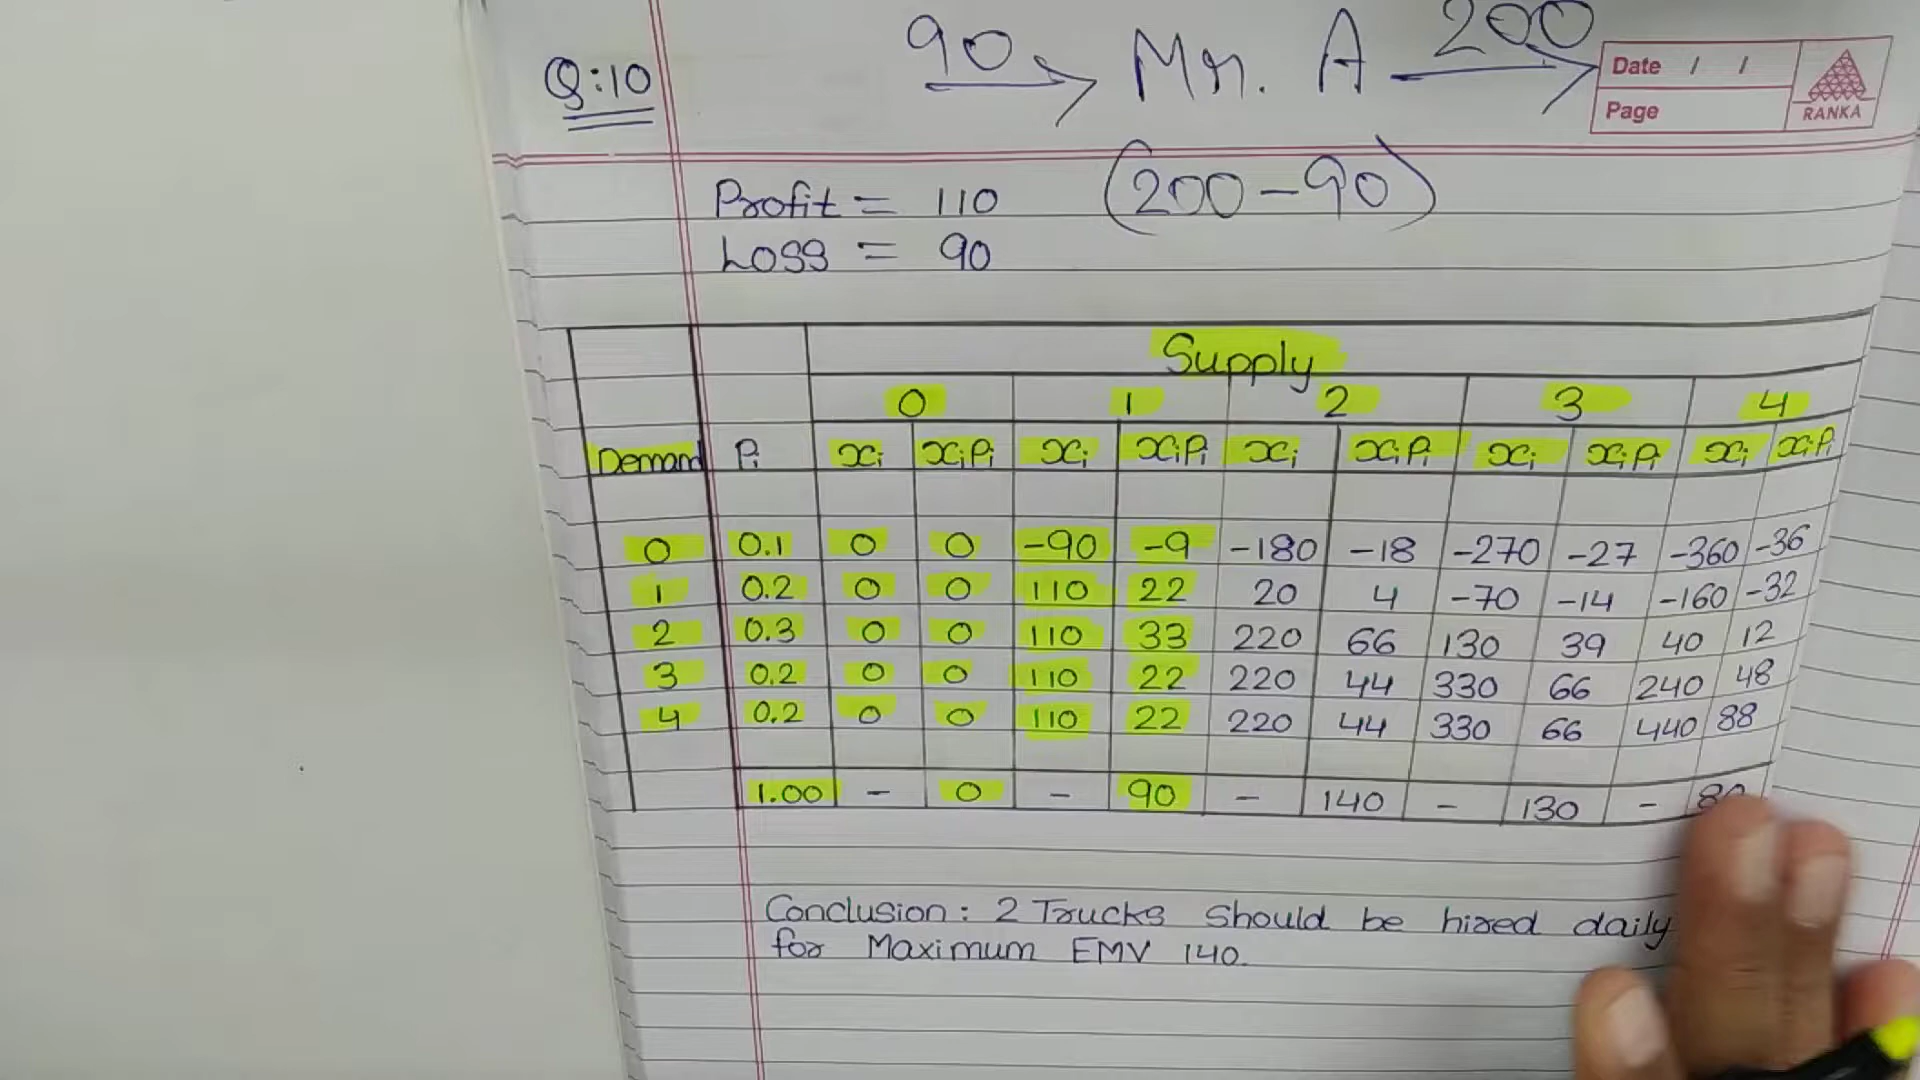 Q:10 90 Mr. A 200
Date / /
Page
RANKA
Profit = 110 (200-90)
Loss = 90
Supply
0 1 2 3 4
Demand Pi xi xiPi xi xiPi xi xiPi xi xiPi xi xiPi
0 0.1 0 0 -90 -9 -180 -18 -270 -27 -360 -36
1 0.2 0 0 110 22 20 4 -70 -14 -160 -32
2 0.3 0 0 110 33 220 66 130 39 40 12
3 0.2 0 0 110 22 220 44 330 66 240 48
4 0.2 0 0 110 22 220 44 330 66 440 88
1.00 - 0 - 90 - 140 - 130 -
Conclusion: 2 Trucks should be hired daily
for Maximum EMV 140.